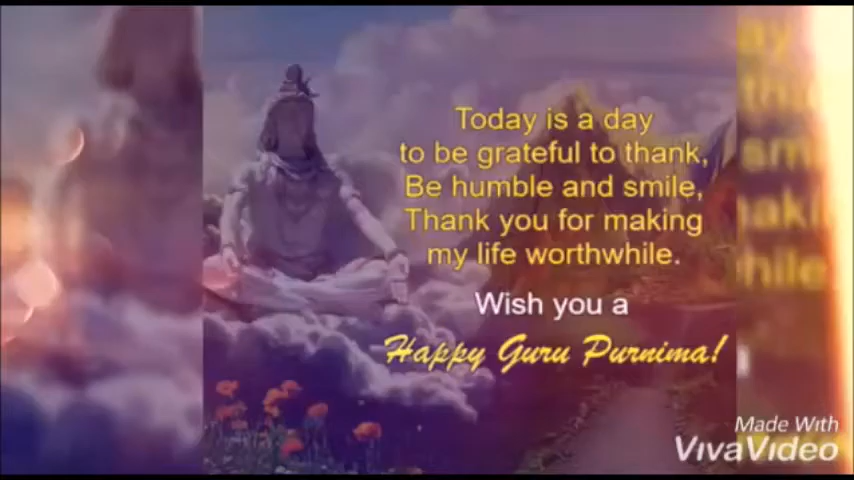 Today is a day
to be grateful to thank,
Be humble and smile,
Thank you for making
my life worthwhile.
Wish you a
Happy Guru Purnima!
Made With
VivaVideo